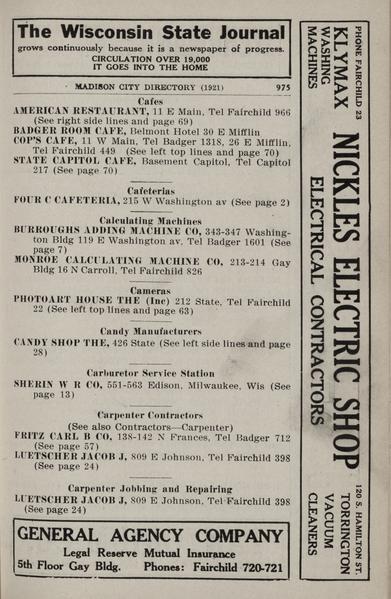 The Wisconsin State Journal
grows continuously because it is a newspaper of progress.
CIRCULATION OVER 19,000
IT GOES INTO THE HOME
MADISON CITY DIRECTORY (1921) 975
Cafes
AMERICAN RESTAURANT, 11 E Main, Tel Fairchild 966
(See right side lines and page 69)
BADGER ROOM CAFE, Belmont Hotel 30 E Mifflin
COP'S CAFE, 11 W Main, Tel Badger 1318, 26 E Mifflin,
Tel Fairchild 449 (See left top lines and page 70)
STATE CAPITOL CAFE, Basement Capitol, Tel Capitol
217 (See page 70)
Cafeterias
FOUR C CAFETERIA, 215 W Washington av (See page 2)
Calculating Machines
BURROUGHS ADDING MACHINE CO, 343-347 Washing-
ton Bldg 119 E Washington av, Tel Badger 1601 (See
page 7)
MONROE CALCULATING MACHINE CO, 213-214 Gay
Bldg 16 N Carroll, Tel Fairchild 826
Cameras
PHOTOART HOUSE THE (Inc) 212 State, Tel Fairchild
22 (See left top lines and page 63)
Candy Manufacturers
CANDY SHOP THE, 426 State (See left side lines and page
28)
Carburetor Service Station
SHERIN W R CO, 551-563 Edison, Milwaukee, Wis (See
page 13)
Carpenter Contractors
(See also Contractors—Carpenter)
FRITZ CARL B CO, 138-142 N Frances, Tel Badger 712
(See page 57)
LUETSCHER JACOB J, 809 E Johnson, Tel Fairchild 398
(See page 24)
Carpenter Jobbing and Repairing
LUETSCHER JACOB J, 809 E Johnson, Tel Fairchild 398
(See page 24)
GENERAL AGENCY COMPANY
Legal Reserve Mutual Insurance
5th Floor Gay Bldg. Phones: Fairchild 720-721
PHONE FAIRCHILD 23
KLYMAX
WASHING
MACHINES
NICKLES ELECTRIC SHOP
ELECTRICAL CONTRACTORS
120 S. HAMILTON ST.
TORRINGTON
VACUUM
CLEANERS